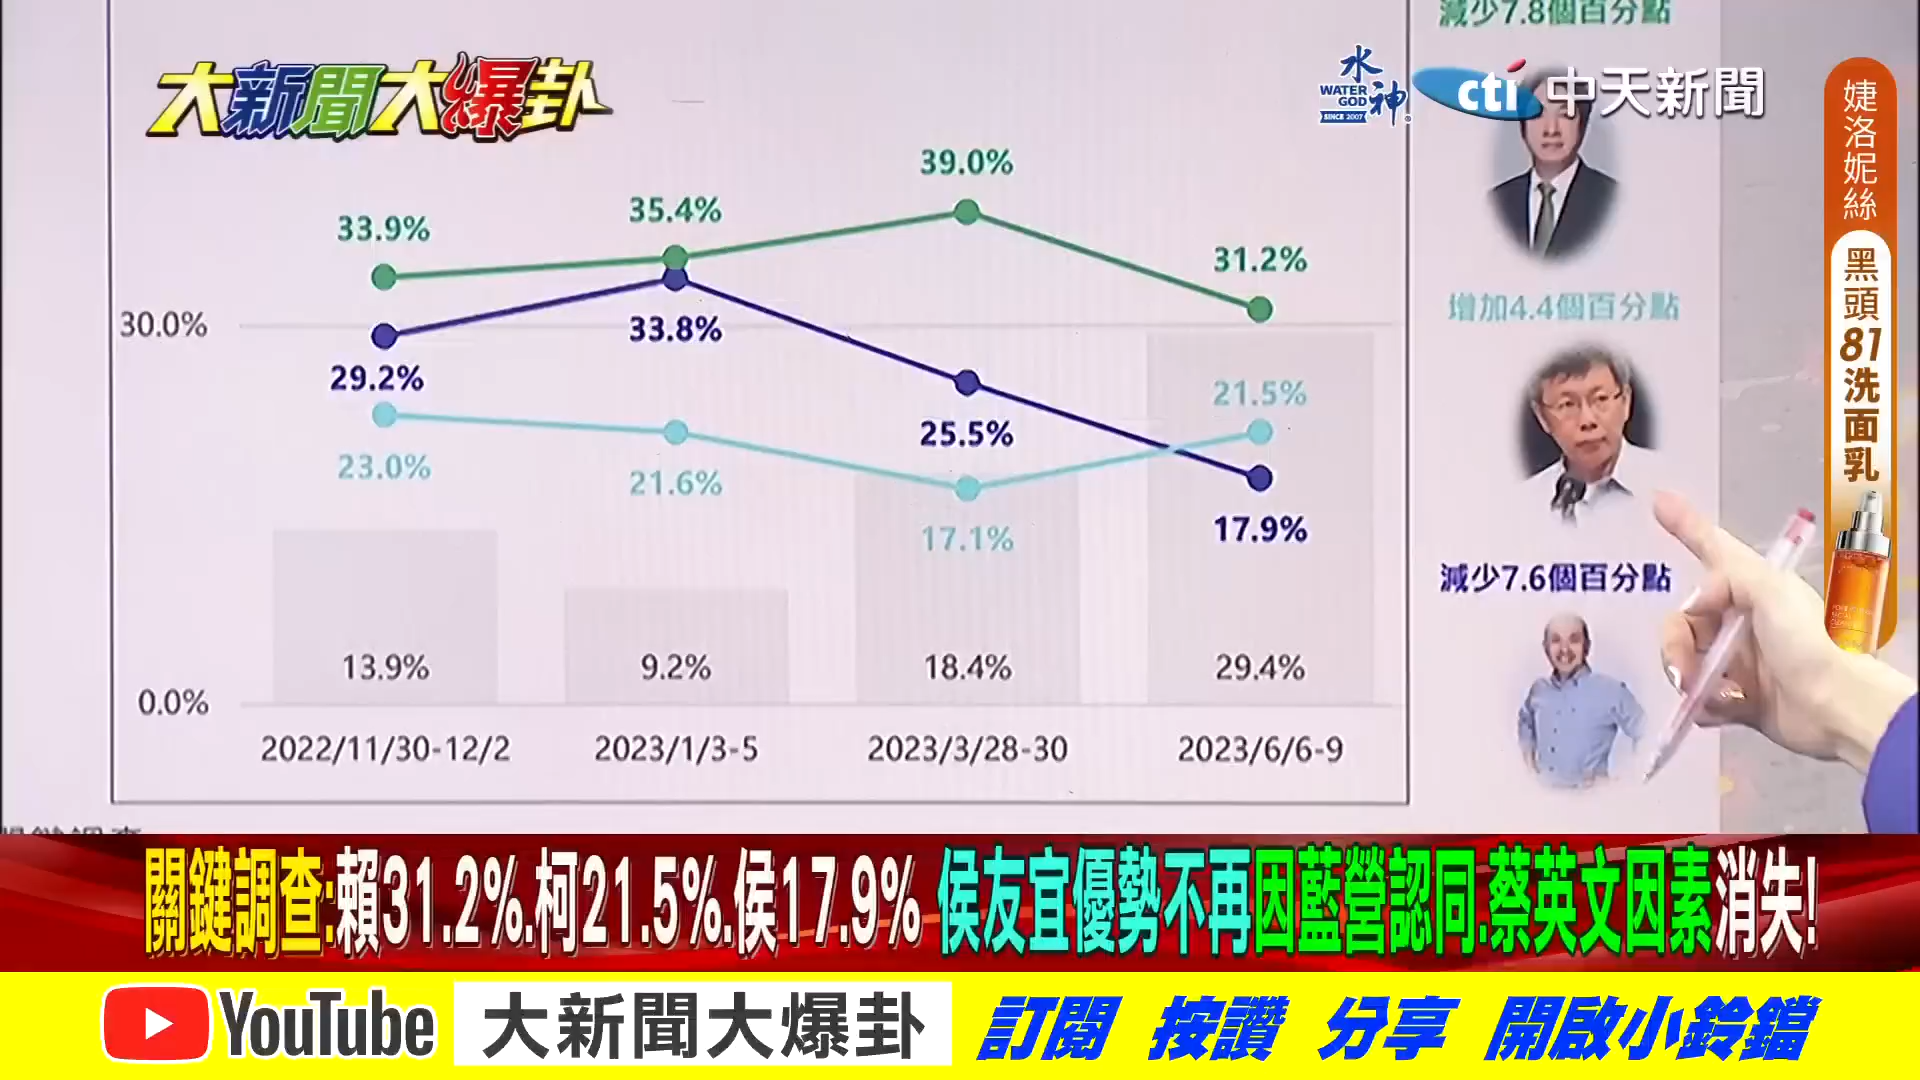 減少7.8個百分點
大新聞大爆卦
水神
WATER GOD
SINCE 2007
cti 中天新聞
婕洛妮絲
黑頭81洗面乳
39.0%
35.4%
33.9%
31.2%
增加4.4個百分點
30.0%
33.8%
29.2%
21.5%
25.5%
23.0%
21.6%
17.1%
17.9%
減少7.6個百分點
13.9%
9.2%
18.4%
29.4%
0.0%
2022/11/30-12/2
2023/1/3-5
2023/3/28-30
2023/6/6-9
關鍵調查:賴31.2%.柯21.5%.侯17.9% 侯友宜優勢不再因藍營認同.蔡英文因素消失!
YouTube 大新聞大爆卦 訂閱 按讚 分享 開啟小鈴鐺